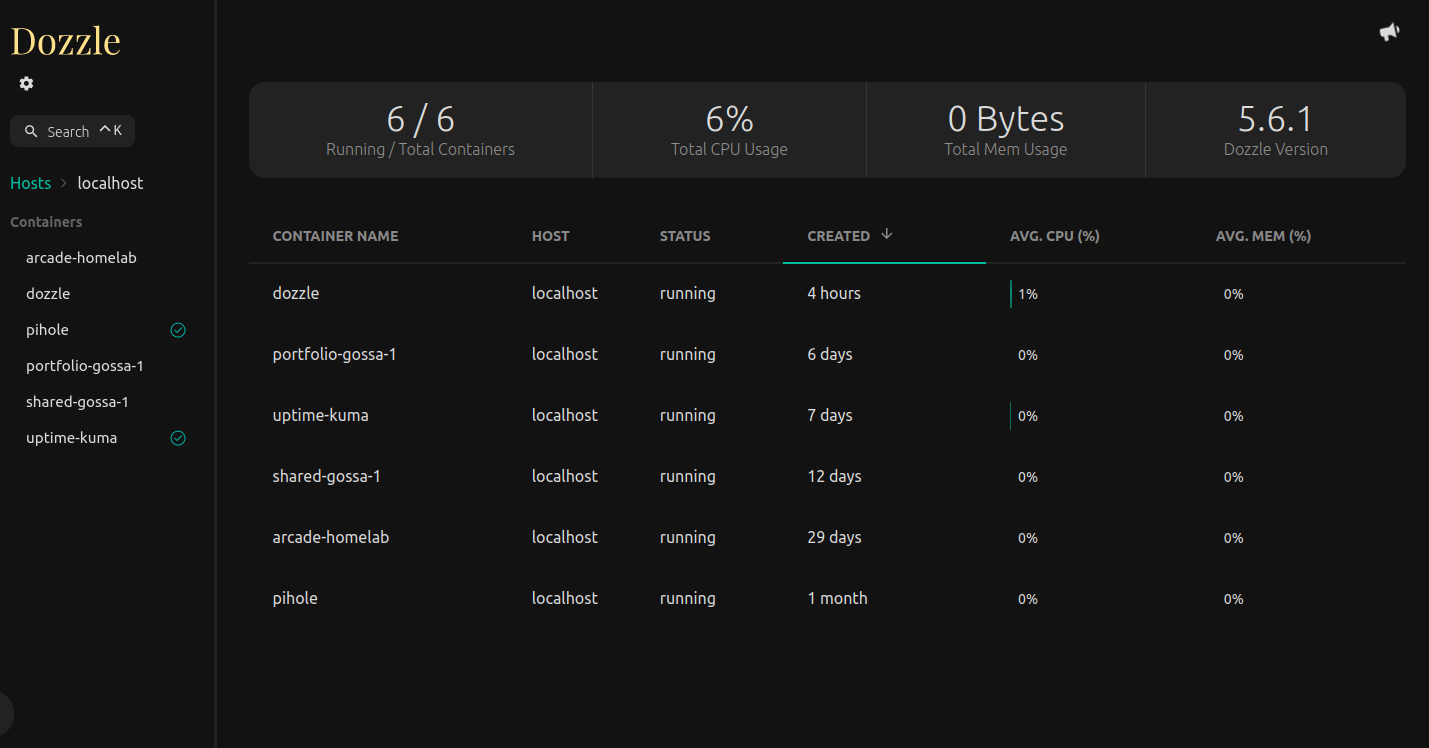 Dozzle
Search ^ K
Hosts > localhost
Containers
arcade-homelab
dozzle
pihole
portfolio-gossa-1
shared-gossa-1
uptime-kuma
6 / 6 6% 0 Bytes 5.6.1
Running / Total Containers Total CPU Usage Total Mem Usage Dozzle Version
CONTAINER NAME HOST STATUS CREATED ↓ AVG. CPU (%) AVG. MEM (%)
dozzle localhost running 4 hours 1% 0%
portfolio-gossa-1 localhost running 6 days 0% 0%
uptime-kuma localhost running 7 days 0% 0%
shared-gossa-1 localhost running 12 days 0% 0%
arcade-homelab localhost running 29 days 0% 0%
pihole localhost running 1 month 0% 0%